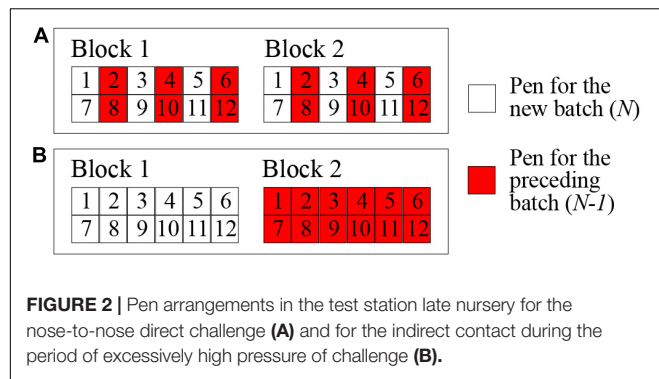 A
Block 1
1 2 3 4 5 6
7 8 9 10 11 12
Block 2
1 2 3 4 5 6
7 8 9 10 11 12
B
Block 1
1 2 3 4 5 6
7 8 9 10 11 12
Block 2
1 2 3 4 5 6
7 8 9 10 11 12
Pen for the
new batch (N)
Pen for the
preceding
batch (N-1)
FIGURE 2 | Pen arrangements in the test station late nursery for the
nose-to-nose direct challenge (A) and for the indirect contact during the
period of excessively high pressure of challenge (B).